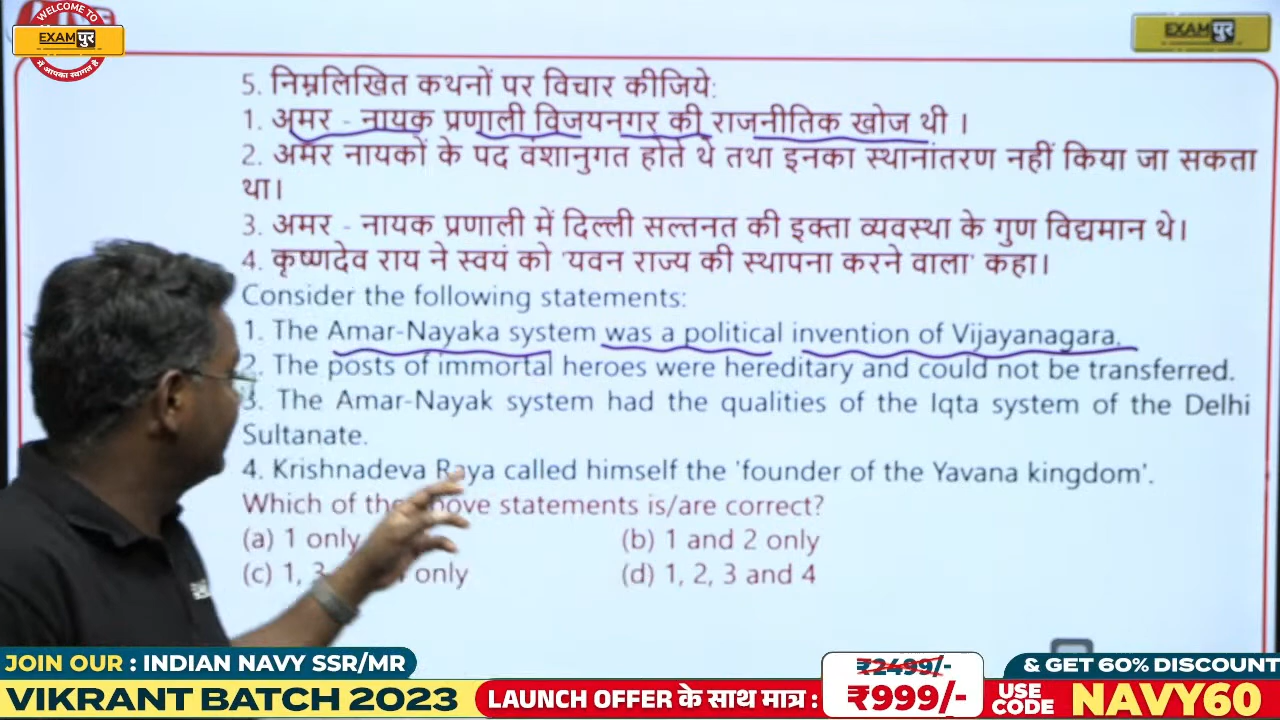 WELCOME TO
EXAMपुर
में आपका स्वागत है
EXAMपुर
5. निम्नलिखित कथनों पर विचार कीजिये:
1. अमर - नायक प्रणाली विजयनगर की राजनीतिक खोज थी ।
2. अमर नायकों के पद वंशानुगत होते थे तथा इनका स्थानांतरण नहीं किया जा सकता
था।
3. अमर - नायक प्रणाली में दिल्ली सल्तनत की इक्ता व्यवस्था के गुण विद्यमान थे।
4. कृष्णदेव राय ने स्वयं को 'यवन राज्य की स्थापना करने वाला' कहा।
Consider the following statements:
1. The Amar-Nayaka system was a political invention of Vijayanagara.
2. The posts of immortal heroes were hereditary and could not be transferred.
3. The Amar-Nayak system had the qualities of the Iqta system of the Delhi
Sultanate.
4. Krishnadeva Raya called himself the 'founder of the Yavana kingdom'.
Which of the above statements is/are correct?
(a) 1 only (b) 1 and 2 only
(c) 1, 3 only (d) 1, 2, 3 and 4
JOIN OUR : INDIAN NAVY SSR/MR
VIKRANT BATCH 2023
LAUNCH OFFER के साथ मात्र :
₹2499/-
₹999/-
& GET 60% DISCOUNT
USE CODE NAVY60